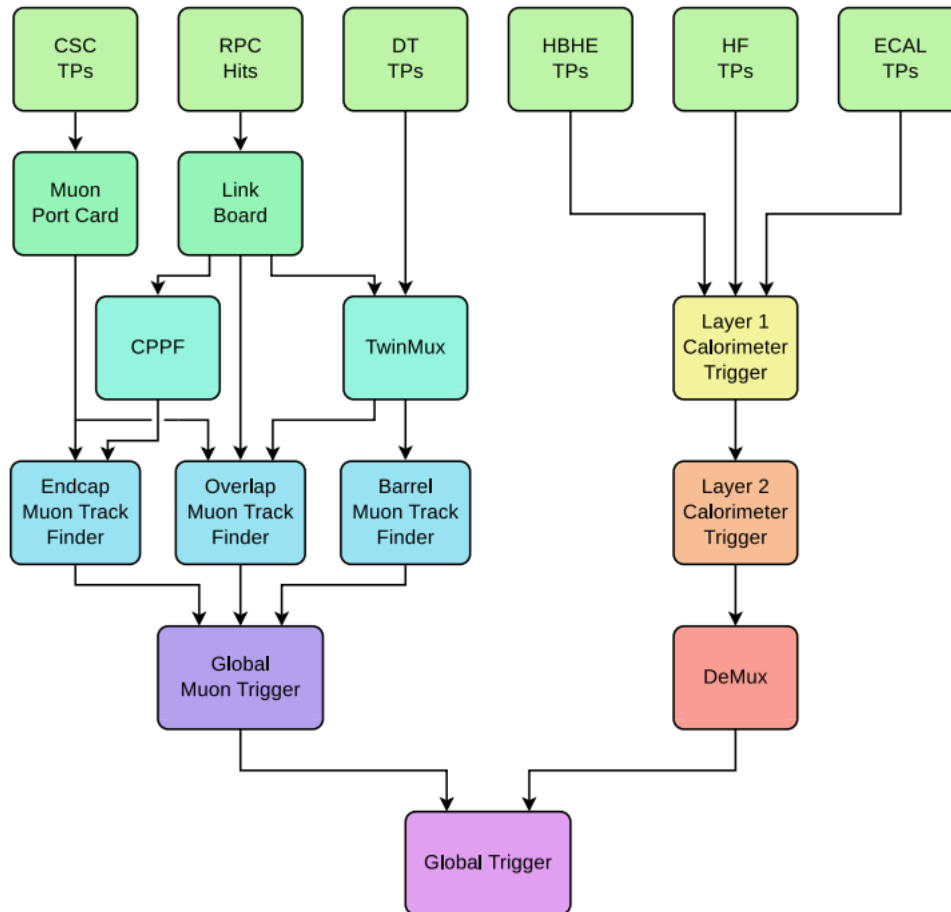 CSC
TPs
RPC
Hits
DT
TPs
HBHE
TPs
HF
TPs
ECAL
TPs
Muon
Port Card
Link
Board
CPPF
TwinMux
Layer 1
Calorimeter
Trigger
Endcap
Muon Track
Finder
Overlap
Muon Track
Finder
Barrel
Muon Track
Finder
Layer 2
Calorimeter
Trigger
Global
Muon Trigger
DeMux
Global Trigger